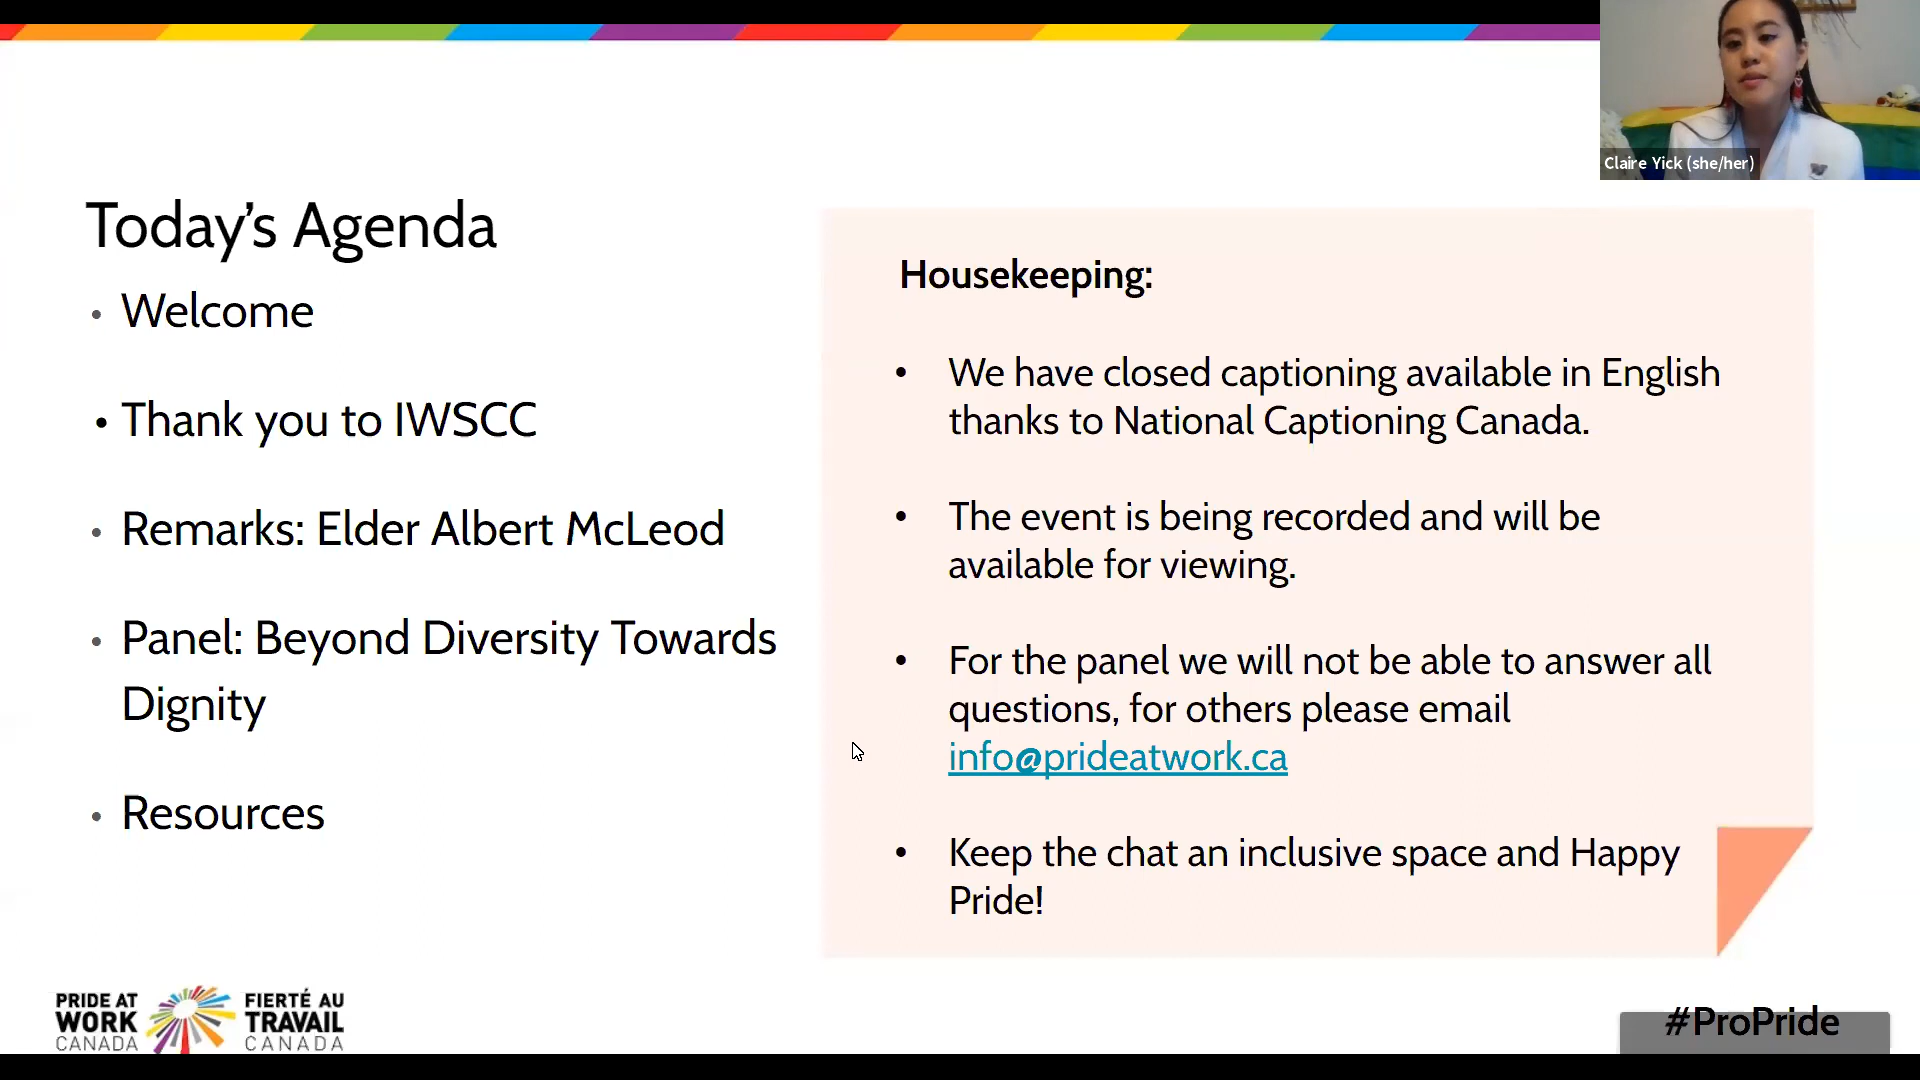 Claire Yick (she/her)
Today's Agenda
• Welcome
• Thank you to IWSCC
• Remarks: Elder Albert McLeod
• Panel: Beyond Diversity Towards
Dignity
• Resources
Housekeeping:
• We have closed captioning available in English
thanks to National Captioning Canada.
• The event is being recorded and will be
available for viewing.
• For the panel we will not be able to answer all
questions, for others please email
info@prideatwork.ca
• Keep the chat an inclusive space and Happy
Pride!
PRIDE AT
WORK
CANADA
FIERTÉ AU
TRAVAIL
CANADA
#ProPride